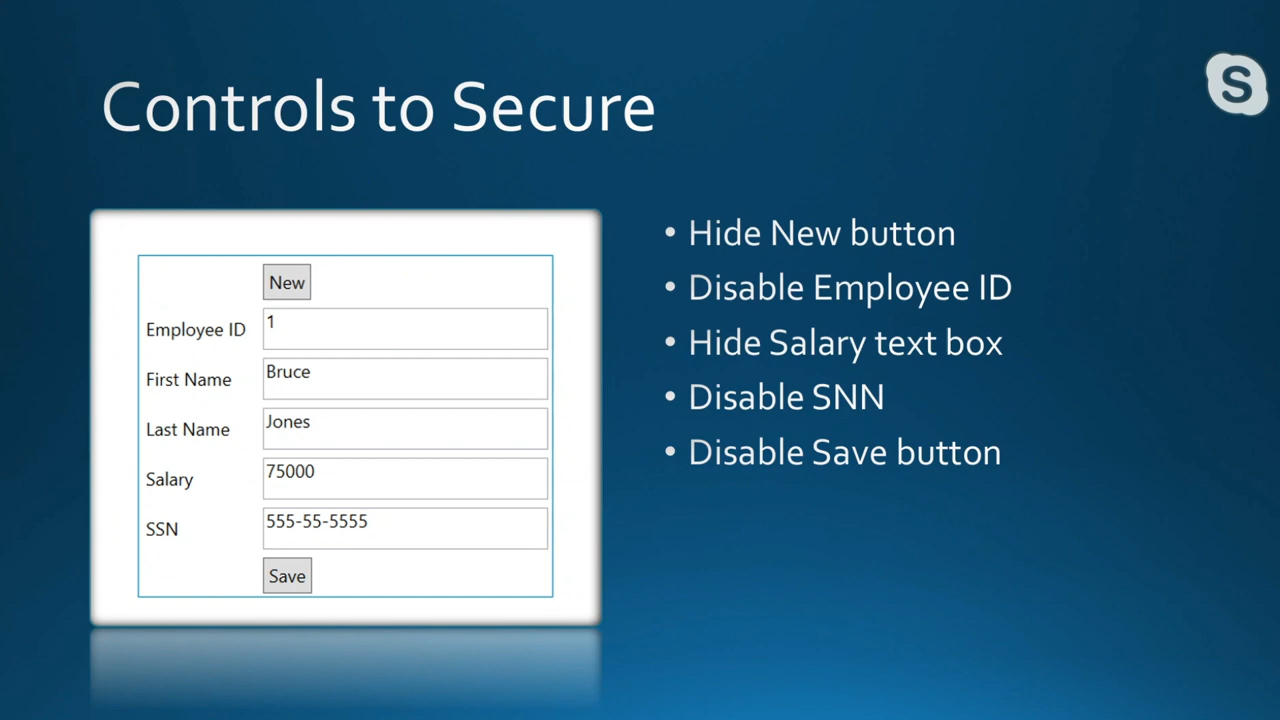 Controls to Secure
S
New
Employee ID 1
First Name Bruce
Last Name Jones
Salary 75000
SSN 555-55-5555
Save
• Hide New button
• Disable Employee ID
• Hide Salary text box
• Disable SNN
• Disable Save button